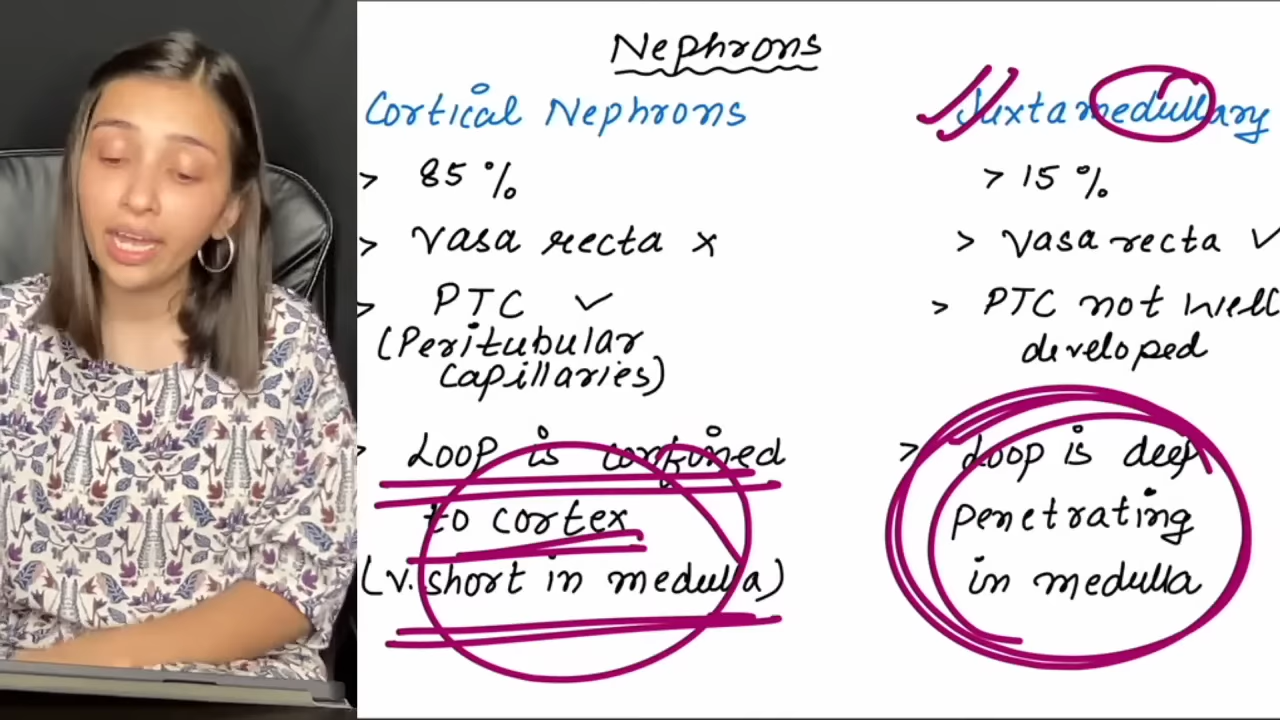 Nephrons
Cortical Nephrons
> 85 %
> Vasa recta x
> PTC ✓
(Peritubular
Capillaries)
> Loop is confined
to cortex
(v. short in medulla)
Juxtamedullary
> 15 %
> Vasa recta ✓
> PTC not well
developed
> Loop is deep
penetrating
in medulla